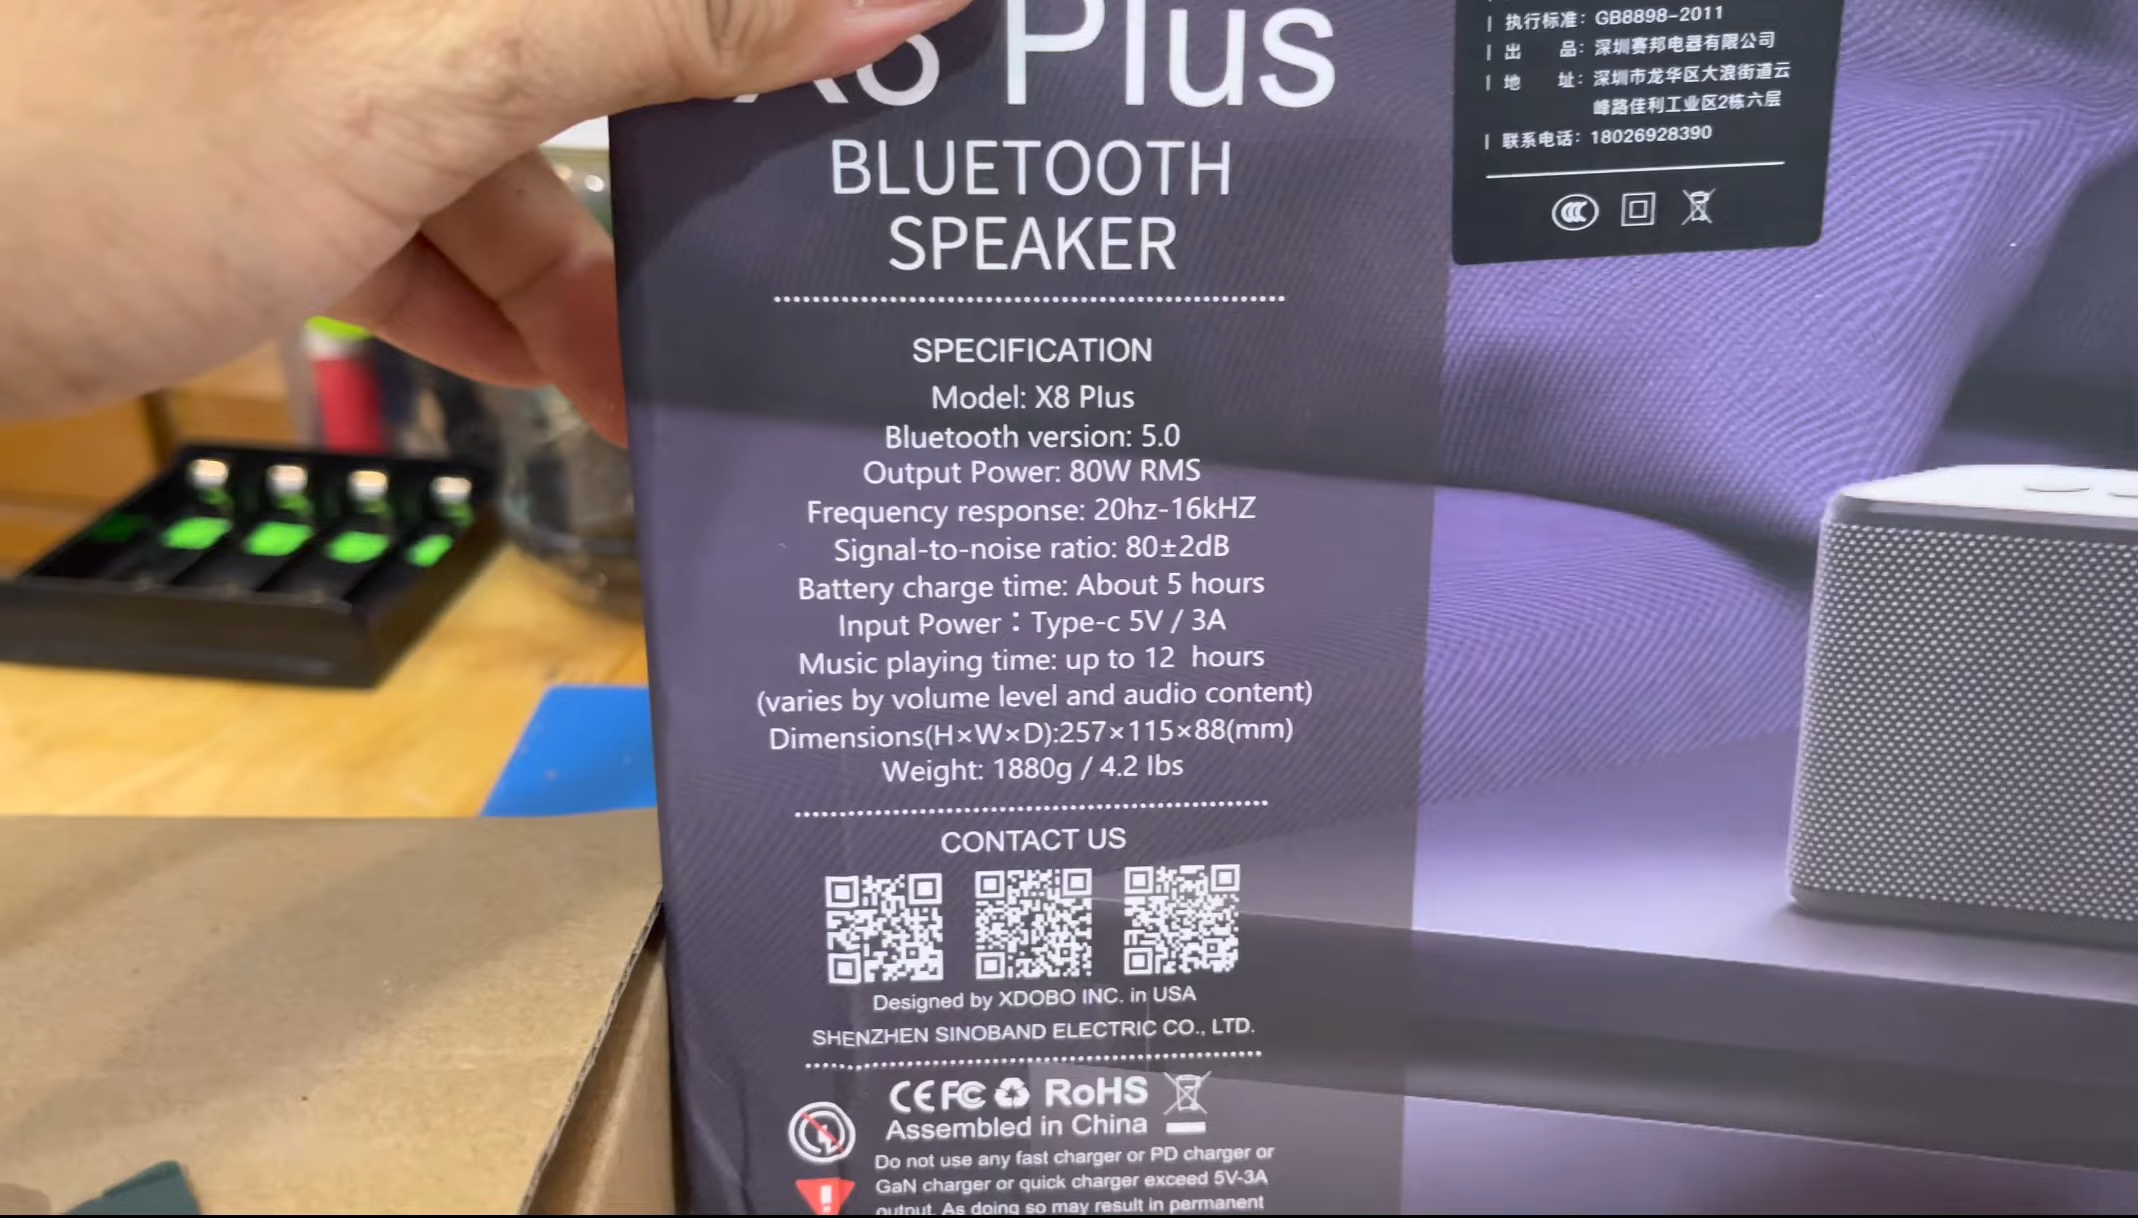 X8 Plus
BLUETOOTH
SPEAKER
SPECIFICATION
Model: X8 Plus
Bluetooth version: 5.0
Output Power: 80W RMS
Frequency response: 20hz-16kHZ
Signal-to-noise ratio: 80±2dB
Battery charge time: About 5 hours
Input Power：Type-c 5V / 3A
Music playing time: up to 12 hours
(varies by volume level and audio content)
Dimensions(H×W×D):257×115×88(mm)
Weight: 1880g / 4.2 lbs
CONTACT US
Designed by XDOBO INC. in USA
SHENZHEN SINOBAND ELECTRIC CO., LTD.
CE FC RoHS
Assembled in China
Do not use any fast charger or PD charger or
GaN charger or quick charger exceed 5V-3A
output. As doing so may result in permanent
执行标准：GB8898-2011
出 品：深圳赛邦电器有限公司
地 址：深圳市龙华区大浪街道云
峰路佳利工业区2栋六层
联系电话：18026928390
CCC